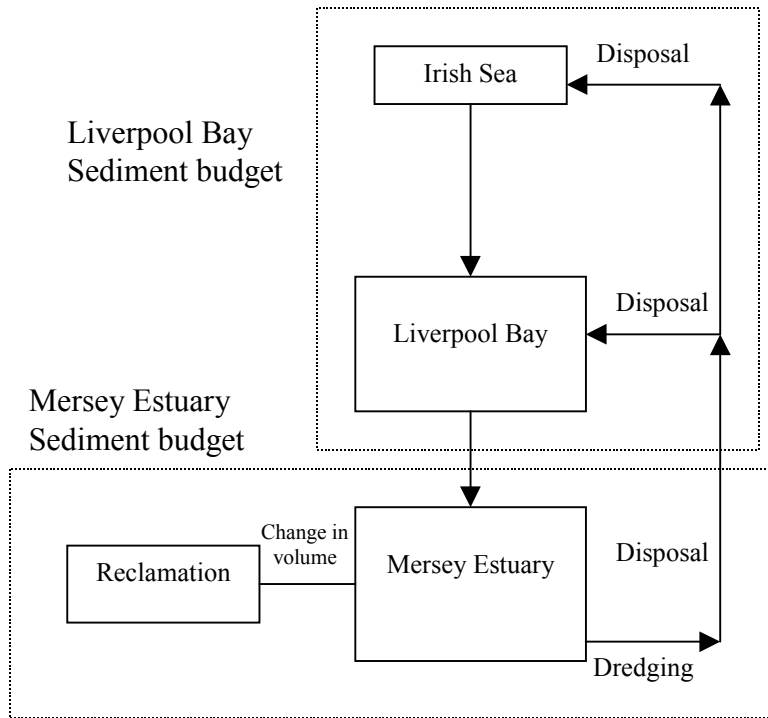 Irish Sea
Disposal
Liverpool Bay
Sediment budget
Liverpool Bay
Disposal
Mersey Estuary
Sediment budget
Reclamation
Change in
volume
Mersey Estuary
Disposal
Dredging